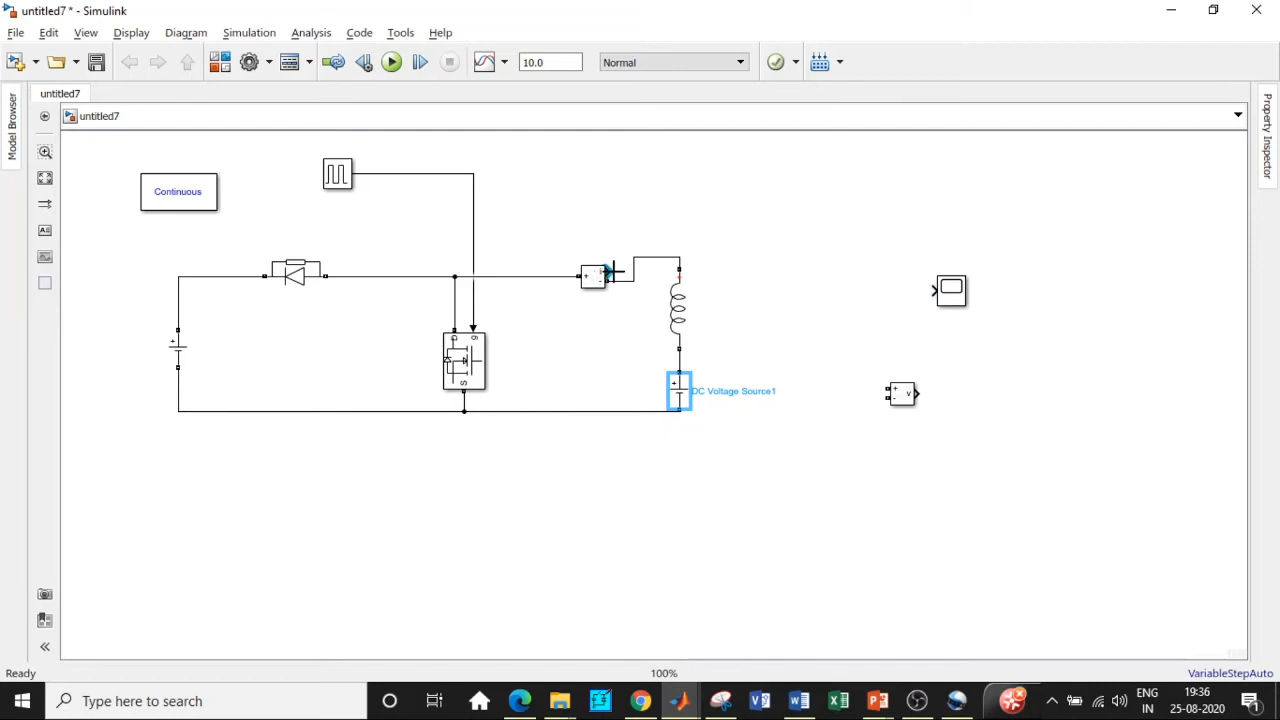 untitled7 * - Simulink
File Edit View Display Diagram Simulation Analysis Code Tools Help
10.0
Normal
untitled7
untitled7
Model Browser
Property Inspector
Continuous
+
+
-
+
g
G
S
+
DC Voltage Source1
+
-
v
Ready
100%
VariableStepAuto
Type here to search
ENG
IN
19:36
25-08-2020
1